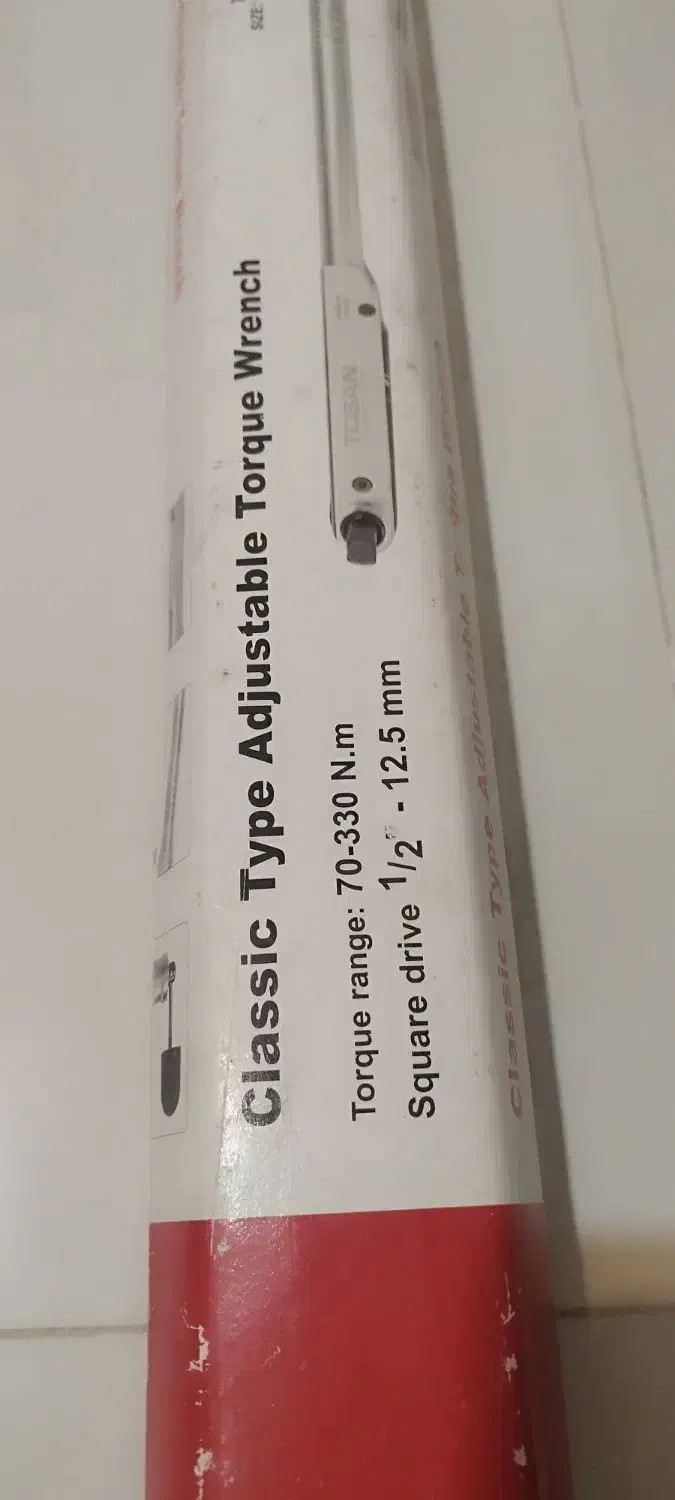 SIZE:
Classic Type Adjustable Torque Wrench
TOSAN
Torque range: 70-330 N.m
Square drive 1/2" - 12.5 mm
Classic Type Adjustable